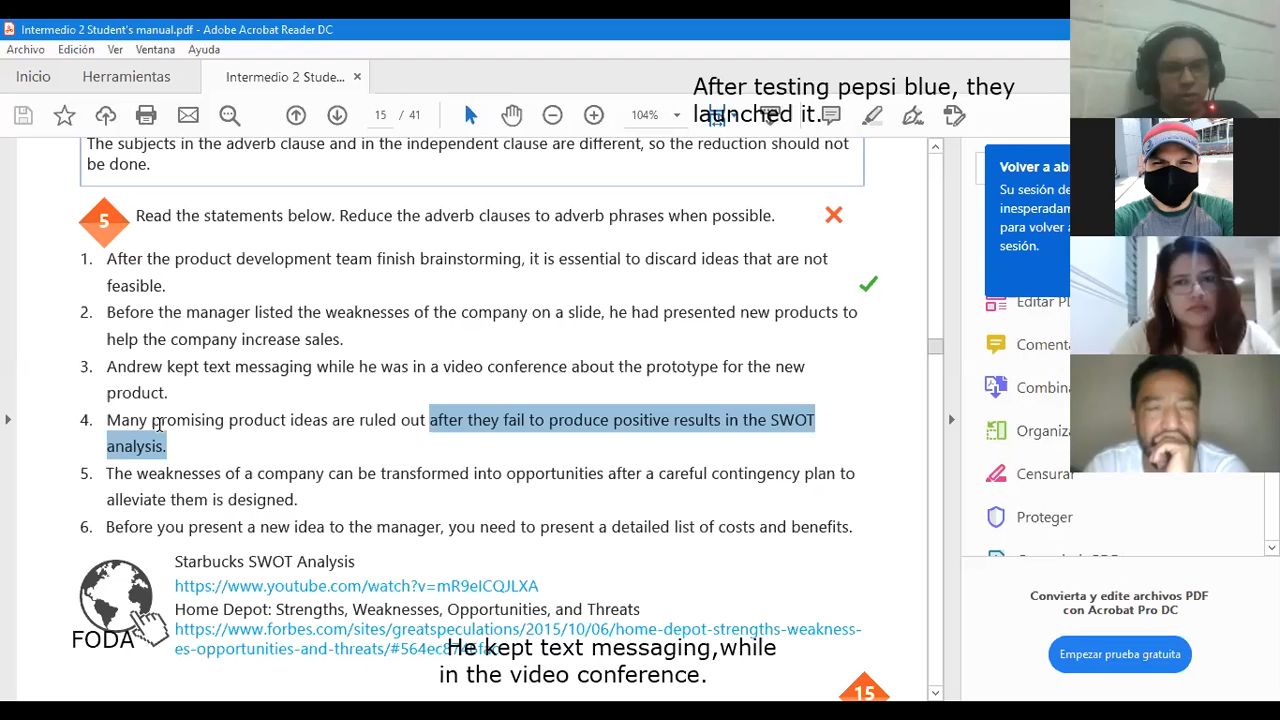 Intermedio 2 Student's manual.pdf - Adobe Acrobat Reader DC
Archivo Edición Ver Ventana Ayuda
Inicio Herramientas Intermedio 2 Stude... ×
After testing pepsi blue, they
launched it.
15 / 41 104%
The subjects in the adverb clause and in the independent clause are different, so the reduction should not
be done.
5 Read the statements below. Reduce the adverb clauses to adverb phrases when possible.
1. After the product development team finish brainstorming, it is essential to discard ideas that are not
feasible.
2. Before the manager listed the weaknesses of the company on a slide, he had presented new products to
help the company increase sales.
3. Andrew kept text messaging while he was in a video conference about the prototype for the new
product.
4. Many promising product ideas are ruled out after they fail to produce positive results in the SWOT
analysis.
5. The weaknesses of a company can be transformed into opportunities after a careful contingency plan to
alleviate them is designed.
6. Before you present a new idea to the manager, you need to present a detailed list of costs and benefits.
Starbucks SWOT Analysis
https://www.youtube.com/watch?v=mR9eICQJLXA
Home Depot: Strengths, Weaknesses, Opportunities, and Threats
https://www.forbes.com/sites/greatspeculations/2015/10/06/home-depot-strengths-weakness-
es-opportunities-and-threats/#564ec8
FODA
He kept text messaging,while
in the video conference.
15
Volver a ab
Su sesión de
inesperadam
para volver a
sesión.
Editar PD
Coment
Combina
Organiz
Censurar
Proteger
Convierta y edite archivos PDF
con Acrobat Pro DC
Empezar prueba gratuita